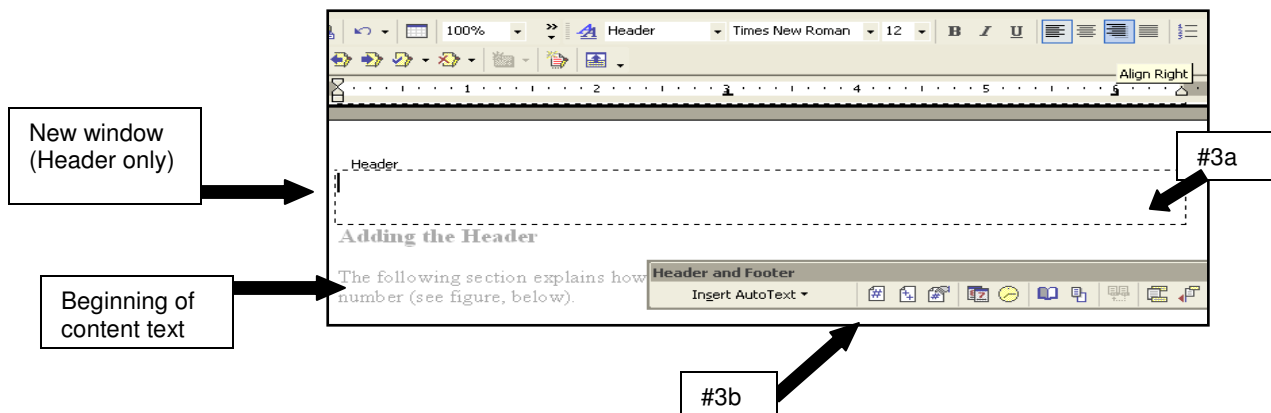 100% Header Times New Roman 12 B I U
Align Right
1 2 3 4 5 6
New window
(Header only)
Header
#3a
Adding the Header
The following section explains how
number (see figure, below).
Header and Footer
Insert AutoText
Beginning of
content text
#3b